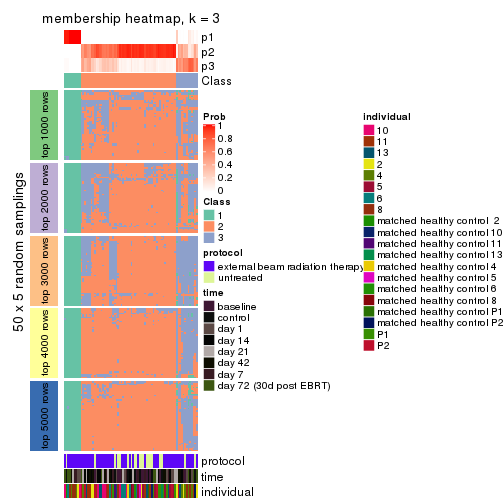 membership heatmap, k = 3
p1
p2
p3
Class
50 x 5 random samplings
top 1000 rows
top 2000 rows
top 3000 rows
top 4000 rows
top 5000 rows
protocol
time
individual
Prob
1
0.8
0.6
0.4
0.2
0
Class
1
2
3
protocol
external beam radiation therapy
untreated
time
baseline
control
day 1
day 14
day 21
day 42
day 7
day 72 (30d post EBRT)
individual
10
11
13
2
4
5
6
8
matched healthy control 2
matched healthy control 10
matched healthy control 11
matched healthy control 13
matched healthy control 4
matched healthy control 5
matched healthy control 6
matched healthy control 8
matched healthy control P1
matched healthy control P2
P1
P2